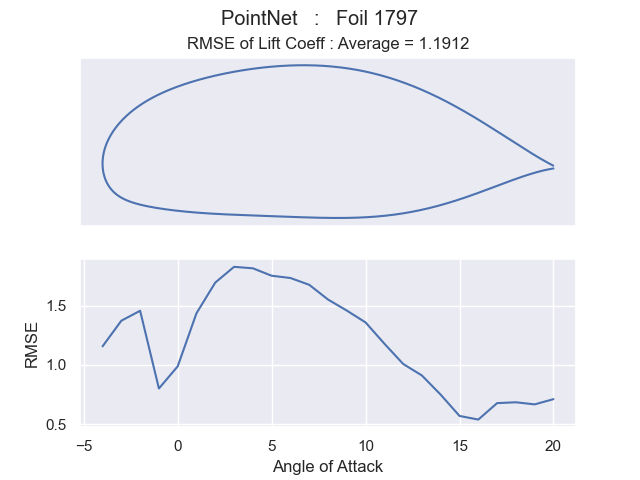 PointNet : Foil 1797
RMSE of Lift Coeff : Average = 1.1912
1.5
1.0
0.5
RMSE
−5 0 5 10 15 20
Angle of Attack